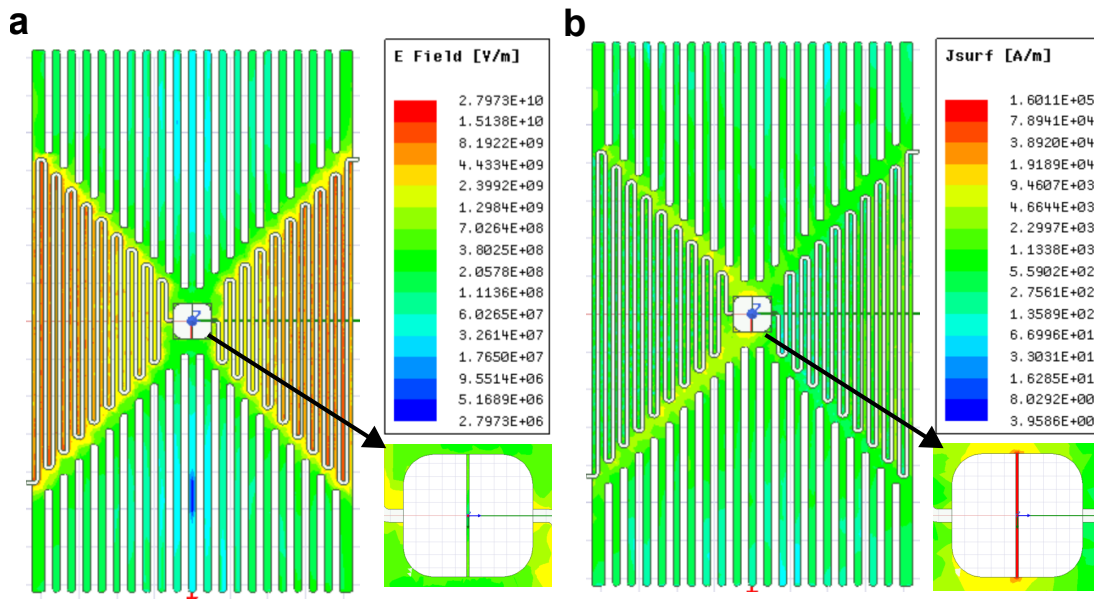 a
E Field [V/m]
2.7973E+10
1.5138E+10
8.1922E+09
4.4334E+09
2.3992E+09
1.2984E+09
7.0264E+08
3.8025E+08
2.0578E+08
1.1136E+08
6.0265E+07
3.2614E+07
1.7650E+07
9.5514E+06
5.1689E+06
2.7973E+06
b
Jsurf [A/m]
1.6011E+05
7.8941E+04
3.8920E+04
1.9189E+04
9.4607E+03
4.6644E+03
2.2997E+03
1.1338E+03
5.5902E+02
2.7561E+02
1.3589E+02
6.6996E+01
3.3031E+01
1.6285E+01
8.0292E+00
3.9586E+00